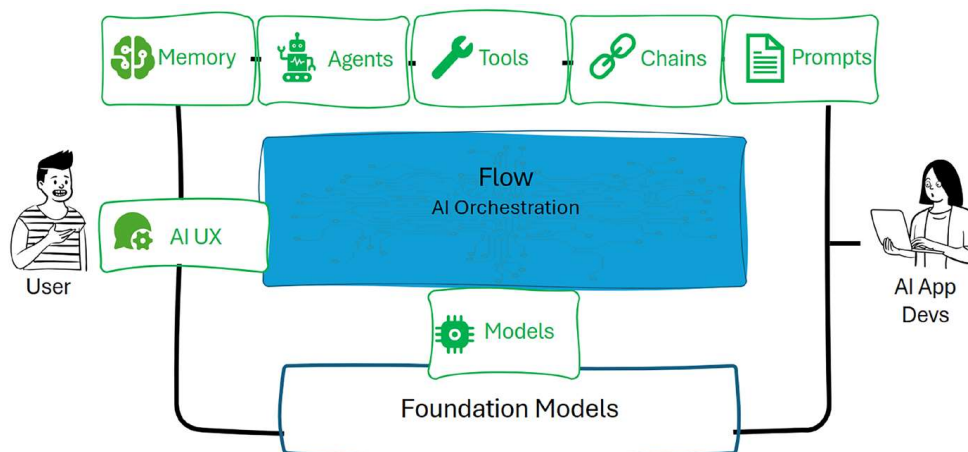 Memory
Agents
Tools
Chains
Prompts
Flow
AI Orchestration
AI UX
User
AI App
Devs
Models
Foundation Models